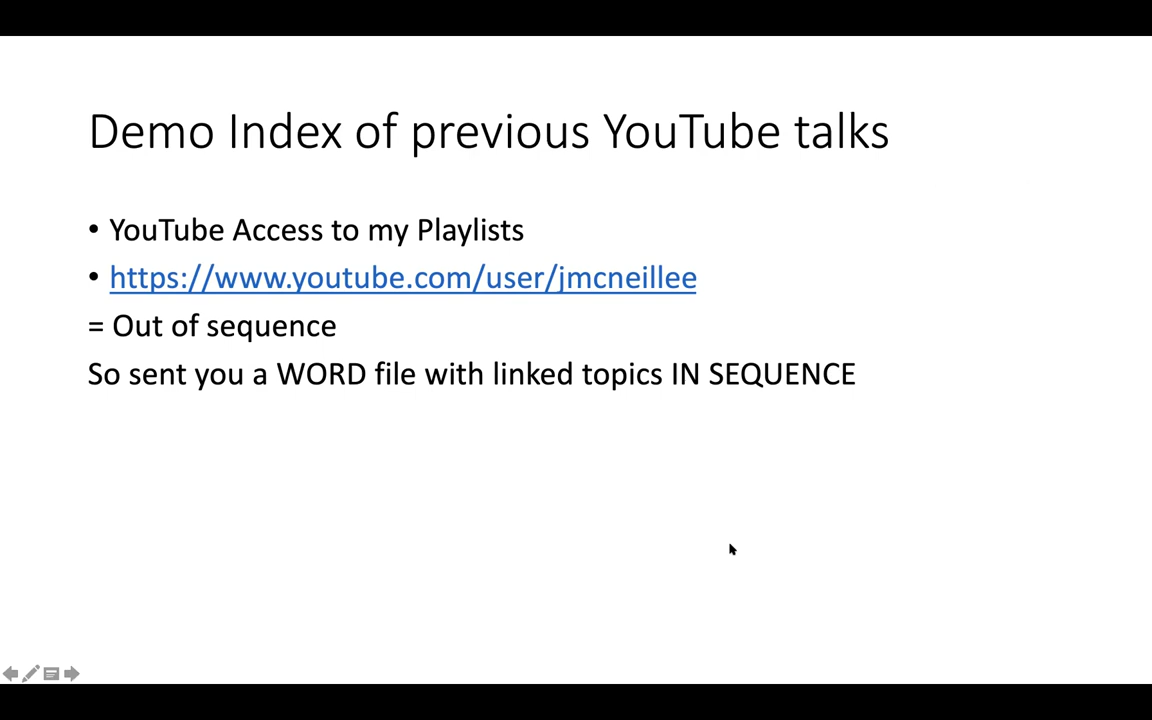 Demo Index of previous YouTube talks
• YouTube Access to my Playlists
• https://www.youtube.com/user/jmcneillee
= Out of sequence
So sent you a WORD file with linked topics IN SEQUENCE